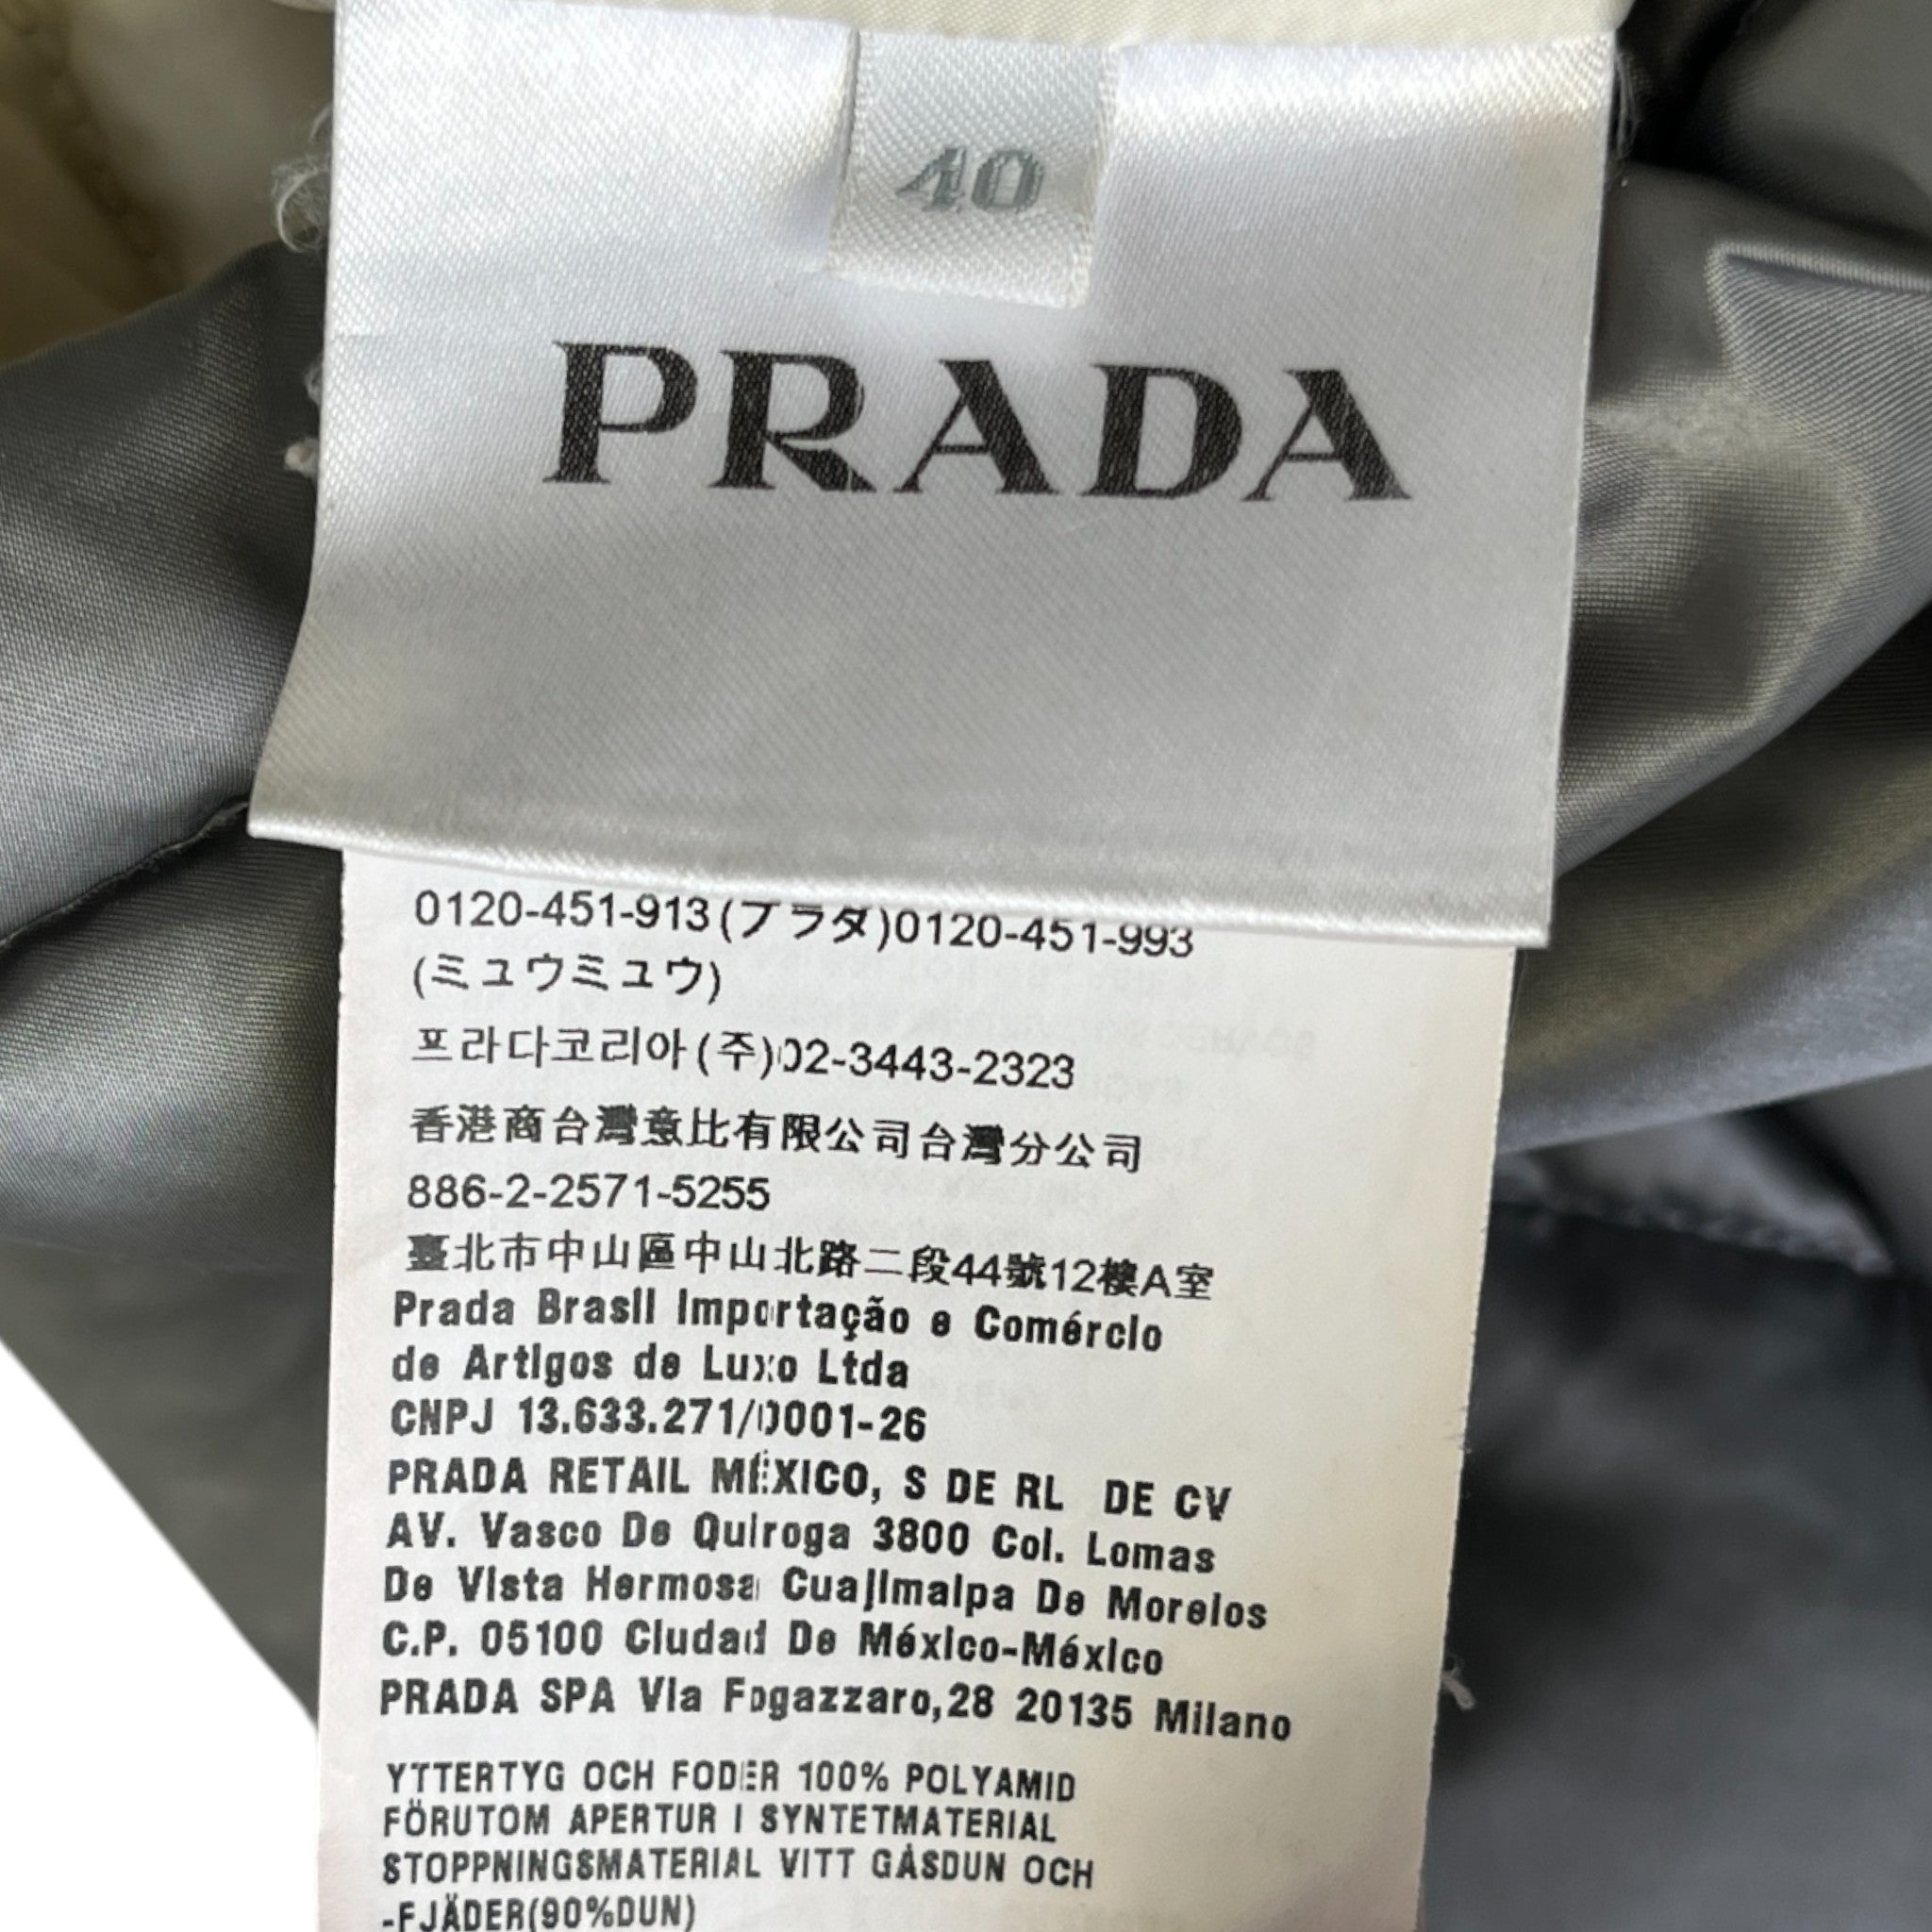 40
PRADA
0120-451-913(プラダ)0120-451-993
(ミュウミュウ)
프라다코리아(주)02-3443-2323
香港商台灣意比有限公司台灣分公司
886-2-2571-5255
臺北市中山區中山北路二段44號12樓A室
Prada Brasil Importação e Comércio
de Artigos de Luxo Ltda
CNPJ 13.633.271/0001-26
PRADA RETAIL MÉXICO, S DE RL DE CV
AV. Vasco De Quiroga 3800 Col. Lomas
De Vista Hermosa Cuajimalpa De Morelos
C.P. 05100 Ciudad De México-México
PRADA SPA Via Fogazzaro,28 20135 Milano
YTTERTYG OCH FODER 100% POLYAMID
FÖRUTOM APERTUR I SYNTETMATERIAL
STOPPNINGSMATERIAL VITT GÅSDUN OCH
-FJÄDER(90%DUN)